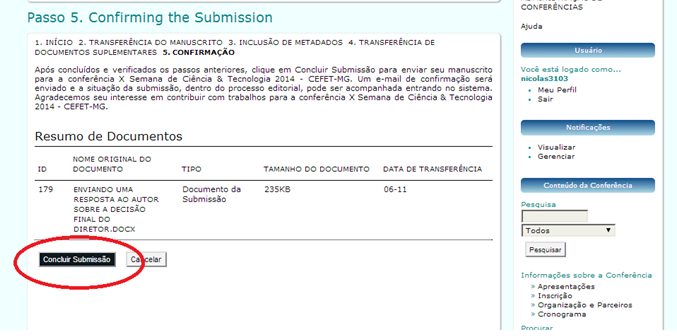 Passo 5. Confirming the Submission
1. INÍCIO  2. TRANSFERÊNCIA DO MANUSCRITO  3. INCLUSÃO DE METADADOS  4. TRANSFERÊNCIA DE
DOCUMENTOS SUPLEMENTARES  5. CONFIRMAÇÃO
Após concluídos e verificados os passos anteriores, clique em Concluir Submissão para enviar seu manuscrito
para a conferência X Semana de Ciência & Tecnologia 2014 - CEFET-MG. Um e-mail de confirmação será
enviado e a situação da submissão, dentro do processo editorial, pode ser acompanhada entrando no sistema.
Agradecemos seu interesse em contribuir com trabalhos para a conferência X Semana de Ciência & Tecnologia
2014 - CEFET-MG.
Resumo de Documentos
ID  NOME ORIGINAL DO DOCUMENTO  TIPO  TAMANHO DO DOCUMENTO  DATA DE TRANSFERÊNCIA
179  ENVIANDO UMA  Documento da  235KB  06-11
RESPOSTA AO AUTOR  Submissão
SOBRE A DECISÃO
FINAL DO
DIRETOR.DOCX
Concluir Submissão  Cancelar
CONFERÊNCIAS
Ajuda
Usuário
Você está logado como...
nicolas3103
Meu Perfil
Sair
Notificações
Visualizar
Gerenciar
Conteúdo da Conferência
Pesquisa
Todos
Pesquisar
Informações sobre a Conferência
» Apresentações
» Inscrição
» Organização e Parceiros
» Cronograma
Procurar